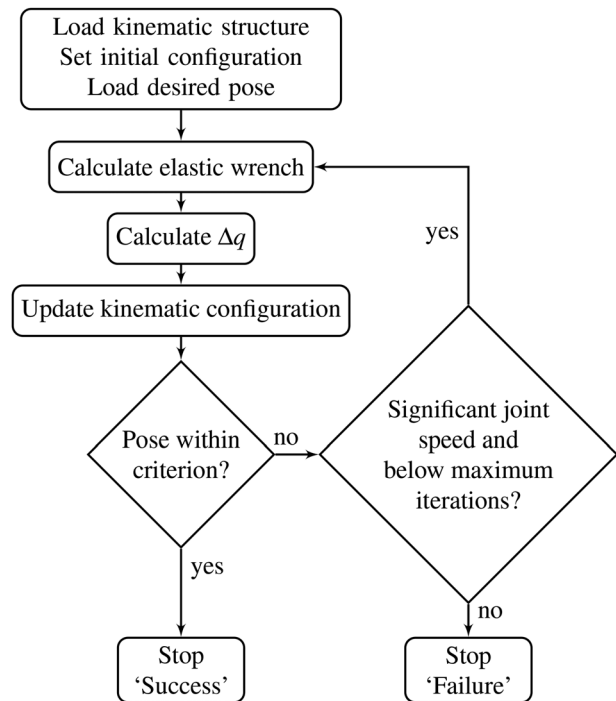 Load kinematic structure
Set initial configuration
Load desired pose
Calculate elastic wrench
yes
Calculate Δq
Update kinematic configuration
Pose within
criterion?
no
Significant joint
speed and
below maximum
iterations?
yes
no
Stop
‘Success’
Stop
‘Failure’